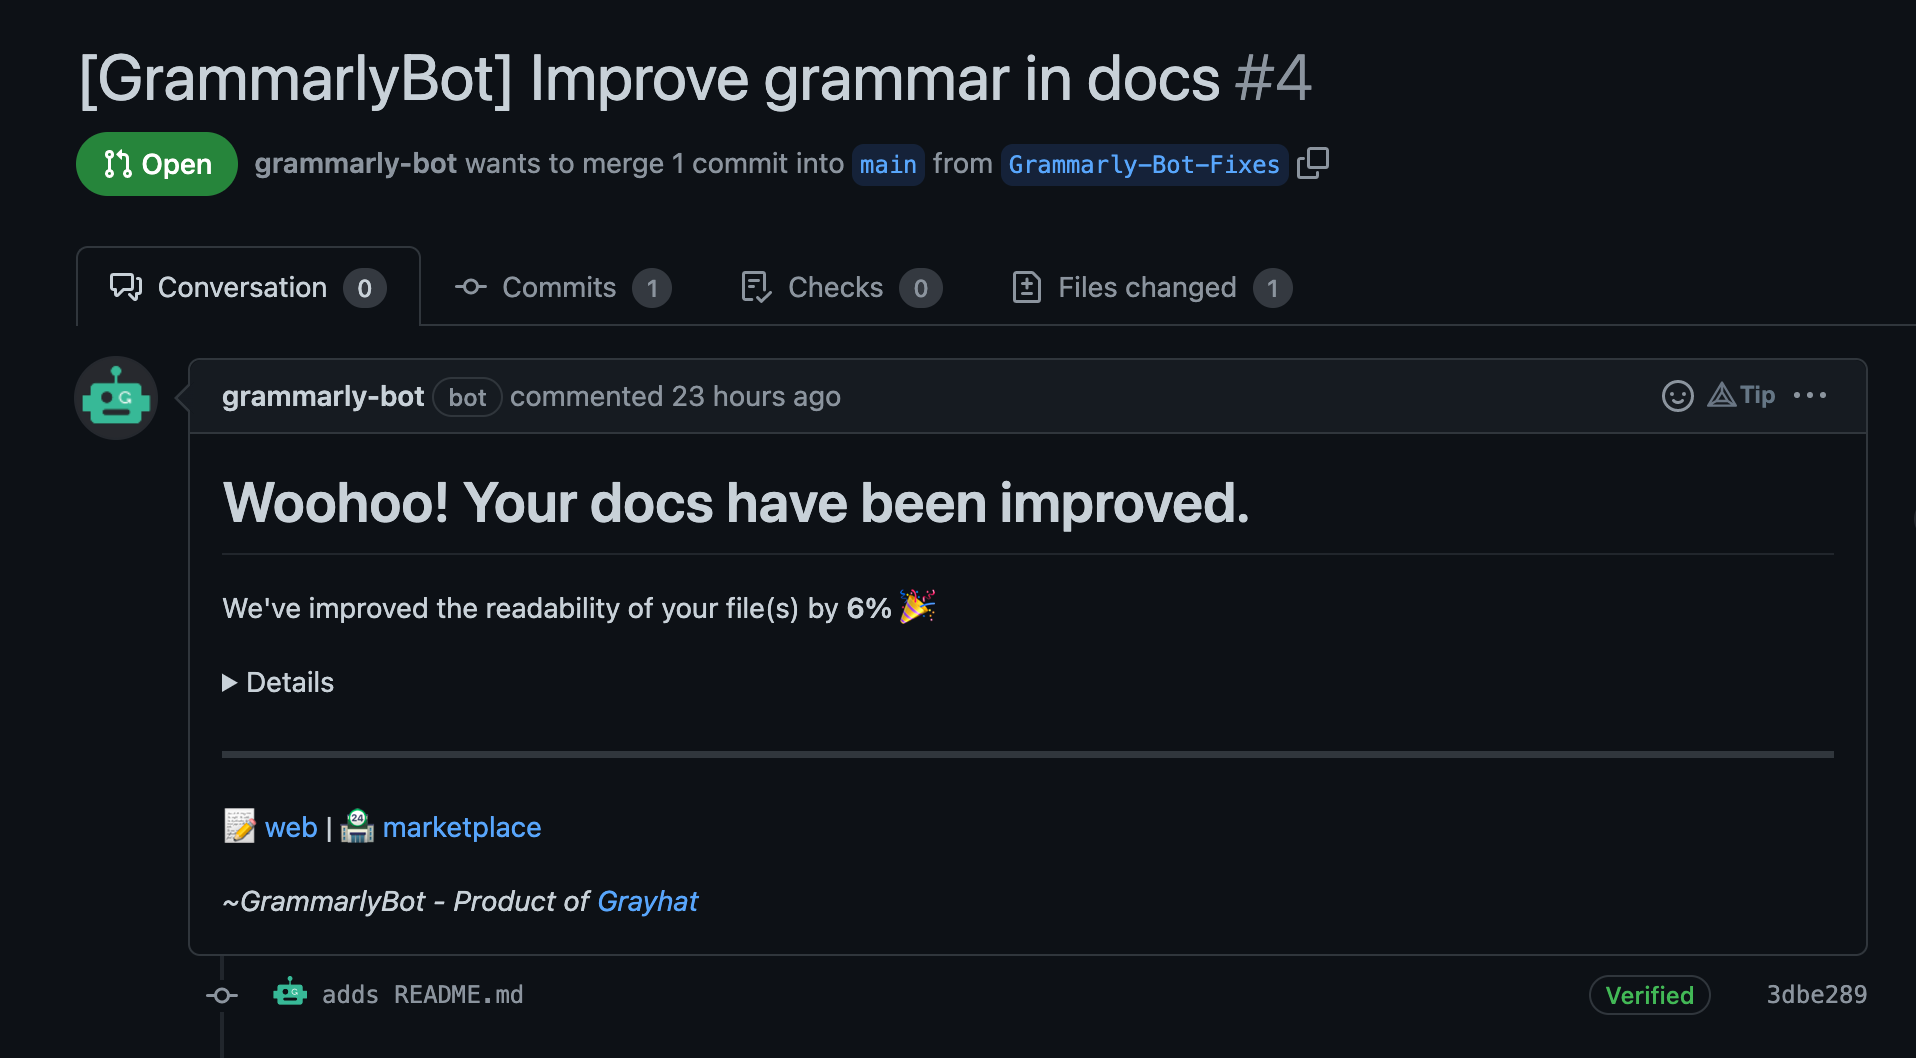 [GrammarlyBot] Improve grammar in docs #4
Open grammarly-bot wants to merge 1 commit into main from Grammarly-Bot-Fixes
Conversation 0 Commits 1 Checks 0 Files changed 1
grammarly-bot bot commented 23 hours ago Tip
Woohoo! Your docs have been improved.
We've improved the readability of your file(s) by 6% 🎉
Details
📝 web | 🏪 marketplace
~GrammarlyBot - Product of Grayhat
adds README.md Verified 3dbe289